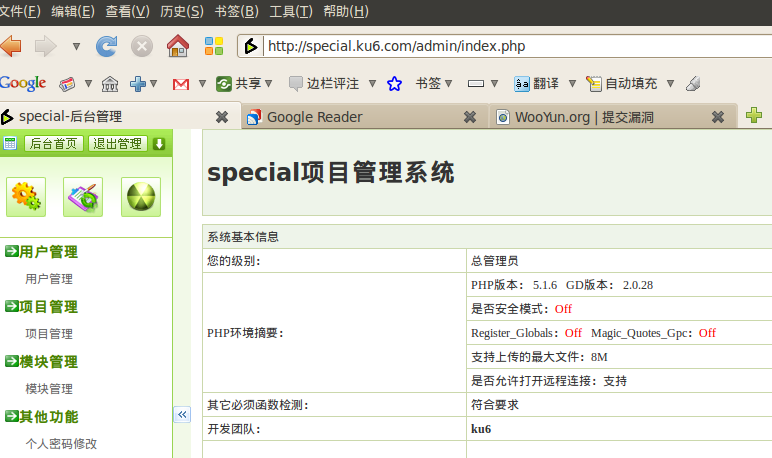 文件(F) 编辑(E) 查看(V) 历史(S) 书签(B) 工具(T) 帮助(H)
http://special.ku6.com/admin/index.php
Google 共享 边栏评注 书签 翻译 自动填充
special-后台管理 Google Reader WooYun.org | 提交漏洞
后台首页 退出管理
special项目管理系统
用户管理
用户管理
项目管理
项目管理
模块管理
模块管理
其他功能
个人密码修改
系统基本信息
您的级别： 总管理员
PHP环境摘要：
PHP版本： 5.1.6 GD版本： 2.0.28
是否安全模式：Off
Register_Globals：Off Magic_Quotes_Gpc：Off
支持上传的最大文件：8M
是否允许打开远程连接：支持
其它必须函数检测： 符合要求
开发团队： ku6